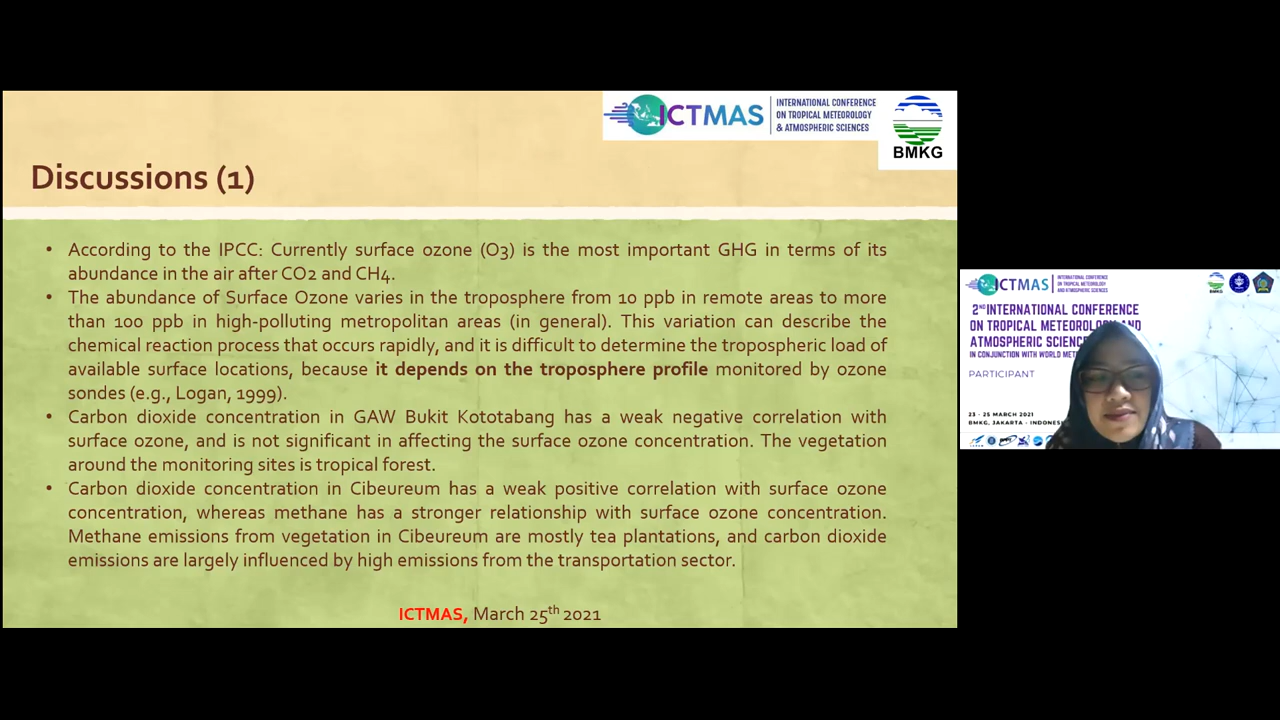 ICTMAS
INTERNATIONAL CONFERENCE
ON TROPICAL METEOROLOGY
& ATMOSPHERIC SCIENCES
BMKG
Discussions (1)
• According to the IPCC: Currently surface ozone (O3) is the most important GHG in terms of its
abundance in the air after CO2 and CH4.
• The abundance of Surface Ozone varies in the troposphere from 10 ppb in remote areas to more
than 100 ppb in high-polluting metropolitan areas (in general). This variation can describe the
chemical reaction process that occurs rapidly, and it is difficult to determine the tropospheric load of
available surface locations, because it depends on the troposphere profile monitored by ozone
sondes (e.g., Logan, 1999).
• Carbon dioxide concentration in GAW Bukit Kototabang has a weak negative correlation with
surface ozone, and is not significant in affecting the surface ozone concentration. The vegetation
around the monitoring sites is tropical forest.
• Carbon dioxide concentration in Cibeureum has a weak positive correlation with surface ozone
concentration, whereas methane has a stronger relationship with surface ozone concentration.
Methane emissions from vegetation in Cibeureum are mostly tea plantations, and carbon dioxide
emissions are largely influenced by high emissions from the transportation sector.
ICTMAS, March 25th 2021
ICTMAS
INTERNATIONAL CONFERENCE
ON TROPICAL METEOROLOGY
AND ATMOSPHERIC SCIENCES
2ND INTERNATIONAL CONFERENCE
ON TROPICAL METEOROLOGY AND
ATMOSPHERIC SCIENC
IN CONJUNCTION WITH WORLD MET
PARTICIPANT
23 - 25 MARCH 2021
BMKG, JAKARTA - INDONES